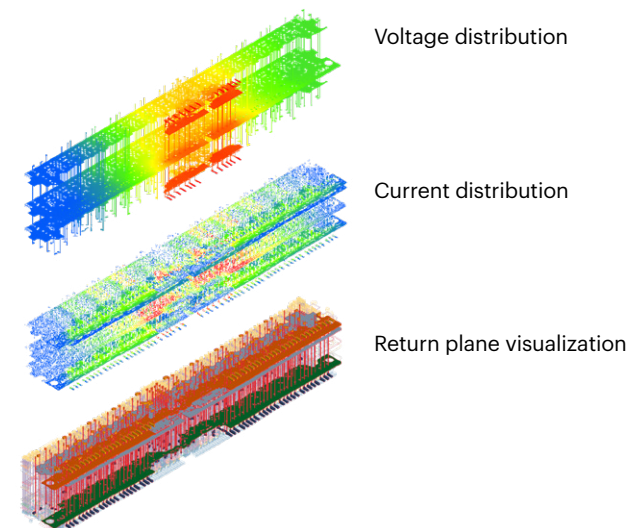 Voltage distribution
Current distribution
Return plane visualization